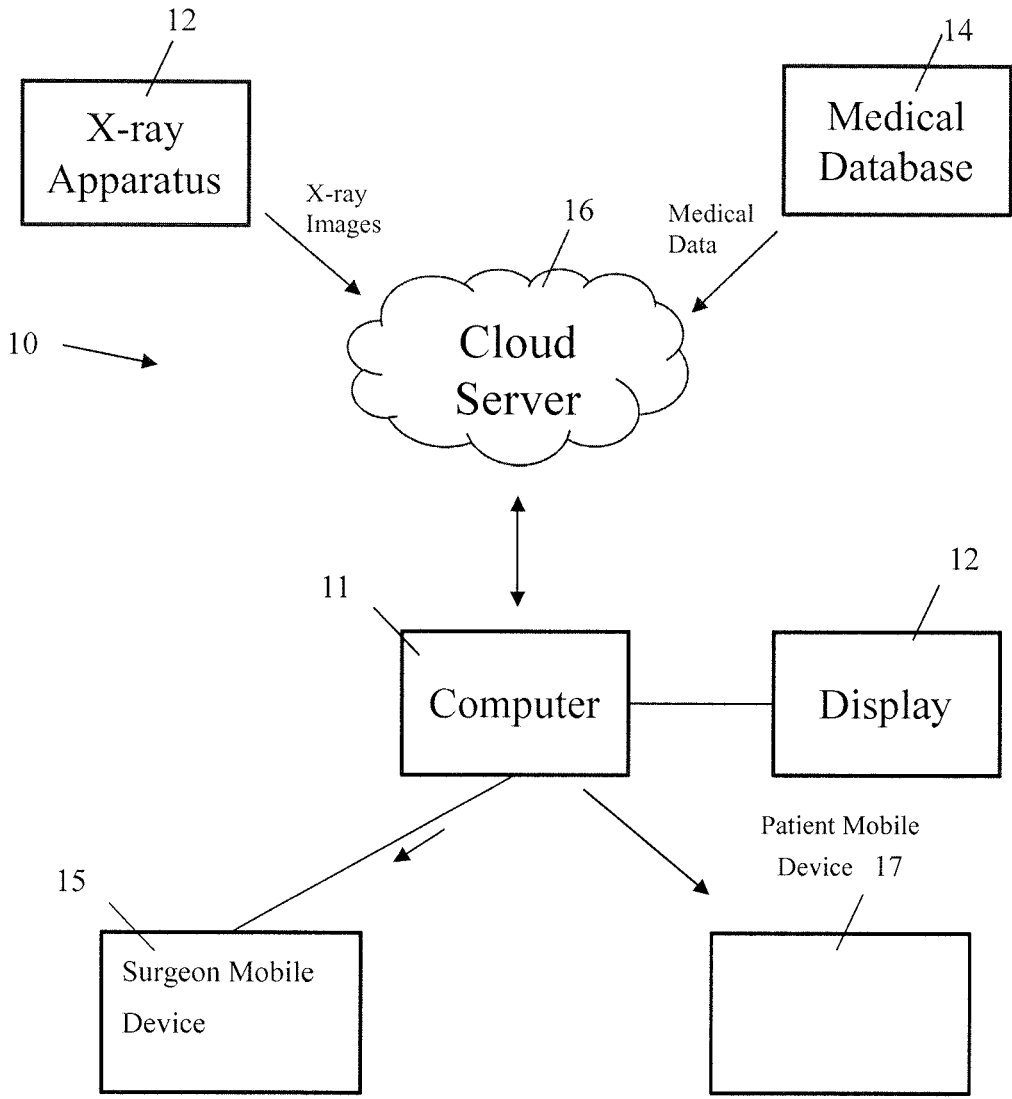 12
14
X-ray
Apparatus
Medical
Database
X-ray
Images
16
Medical
Data
Cloud
Server
10
11
12
Computer
Display
Patient Mobile
Device 17
15
Surgeon Mobile
Device